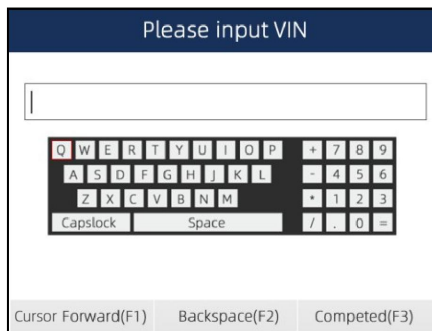 Please input VIN
Q W E R T Y U I O P + 7 8 9
A S D F G H J K L - 4 5 6
Z X C V B N M * 1 2 3
Capslock Space / . 0 =
Cursor Forward(F1) Backspace(F2) Competed(F3)